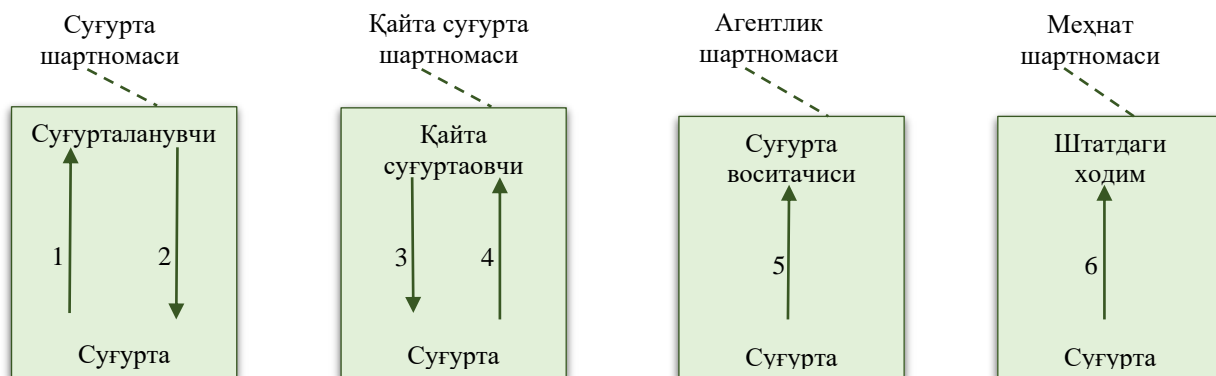 Суғурта
шартномаси
Қайта суғурта
шартномаси
Агентлик
шартномаси
Меҳнат
шартномаси
Суғурталанувчи
1
2
Суғурта
Қайта
суғуртаовчи
3
4
Суғурта
Суғурта
воситачиси
5
Суғурта
Штатдаги
ходим
6
Суғурта